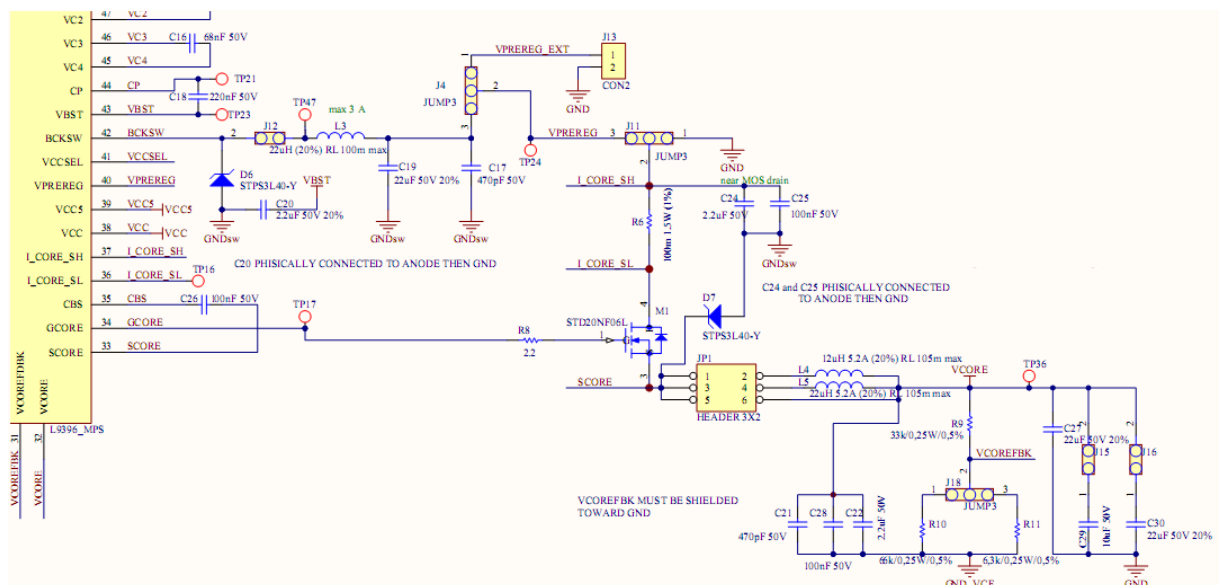 47 VC2
VC2
VC3 46 VC3 C16 68nF 50V
VC4 45 VC4
CP 44 CP TP21
C18 220nF 50V
VBST 43 VBST TP23
BCKSW 42 BCKSW 2 J12
TP47 max 3 A
L3
22uH (20%) RL 100m max
VCCSEL 41 VCCSEL
VPREREG 40 VPREREG
VCC5 39 VCC5 VCC5
VCC 38 VCC VCC
I_CORE_SH 37 I_CORE_SH
I_CORE_SL 36 I_CORE_SL TP16
CBS 35 CBS C26 100nF 50V
GCORE 34 GCORE TP17
SCORE 33 SCORE
VCOREFDBK
VCORE
31
32
VCOREFBK
VCORE
L9396_MPS
D6
STPS3L40-Y
VBST
C20
2.2uF 50V 20%
GNDsw
C20 PHISICALLY CONNECTED TO ANODE THEN GND
C19
22uF 50V 20%
GNDsw
C17
470pF 50V
GNDsw
VPREREG_EXT
J13
1
2
CON2
GND
1
J4
JUMP3
2
3
TP24
VPREREG 3 J11 1
JUMP3
2
GND
I_CORE_SH
near MOS drain
R6
100m 1.5W (1%)
C24
2.2uF 50V
C25
100nF 50V
GNDsw
C24 and C25 PHISICALLY CONNECTED
TO ANODE THEN GND
I_CORE_SL
4
M1
STD20NF06L
R8
2.2
1
G
3
D7
STPS3L40-Y
SCORE
JP1
1 2
3 4
5 6
HEADER 3X2
12uH 5.2A (20%) RL 105m max
L4
L5
22uH 5.2A (20%) RL 105m max
VCORE
TP36
R9
33k/0,25W/0,5%
VCOREFBK
2
1 J18 3
JUMP3
C27
22uF 50V 20%
2
J15
1
2
J16
1
C29
10uF 50V
C30
22uF 50V 20%
VCOREFBK MUST BE SHIELDED
TOWARD GND
C21
470pF 50V
C28
100nF 50V
C22
2.2uF 50V
R10
66k/0,25W/0,5%
R11
6,3k/0,25W/0,5%
GND_VCF
GND